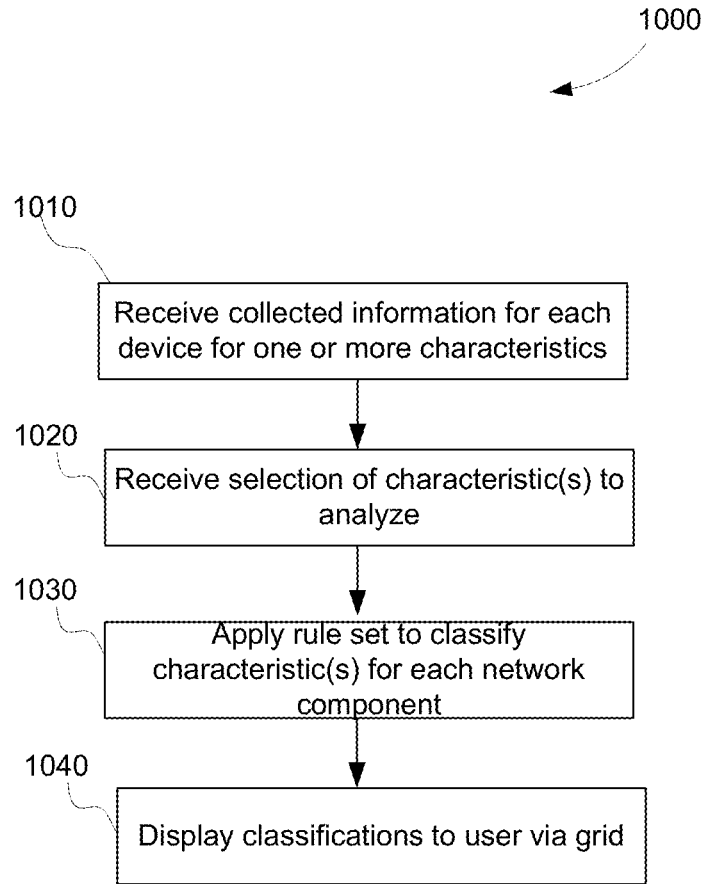 1000
1010
Receive collected information for each
device for one or more characteristics
1020
Receive selection of characteristic(s) to
analyze
1030
Apply rule set to classify
characteristic(s) for each network
component
1040
Display classifications to user via grid